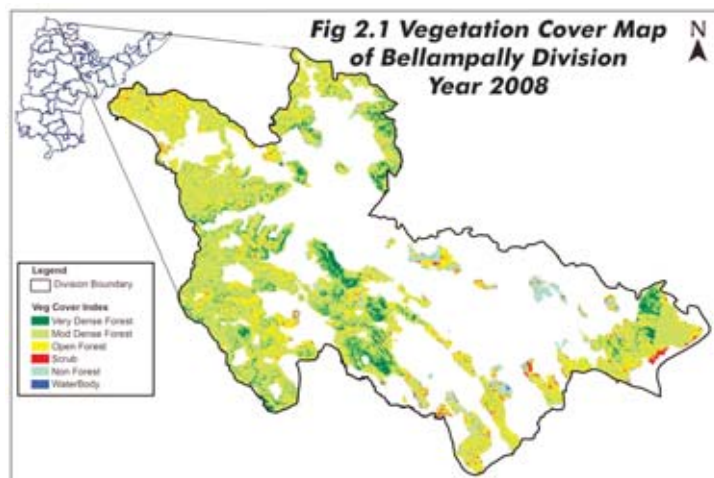 Fig 2.1 Vegetation Cover Map
of Bellampally Division
Year 2008
N
Legend
Division Boundary
Veg Cover Index
Very Dense Forest
Mod Dense Forest
Open Forest
Scrub
Non Forest
WaterBody